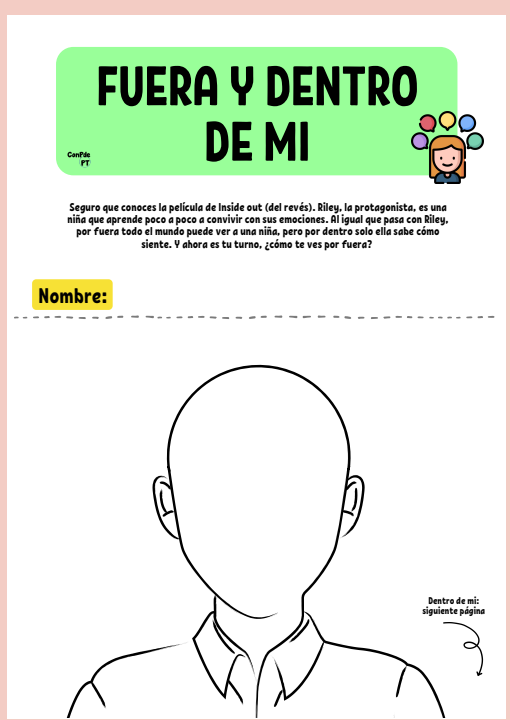 FUERA Y DENTRO
DE MI
ConPde
PT
Seguro que conoces la película de Inside out (del revés). Riley, la protagonista, es una
niña que aprende poco a poco a convivir con sus emociones. Al igual que pasa con Riley,
por fuera todo el mundo puede ver a una niña, pero por dentro solo ella sabe cómo
siente. Y ahora es tu turno, ¿cómo te ves por fuera?
Nombre:
Dentro de mi:
siguiente página